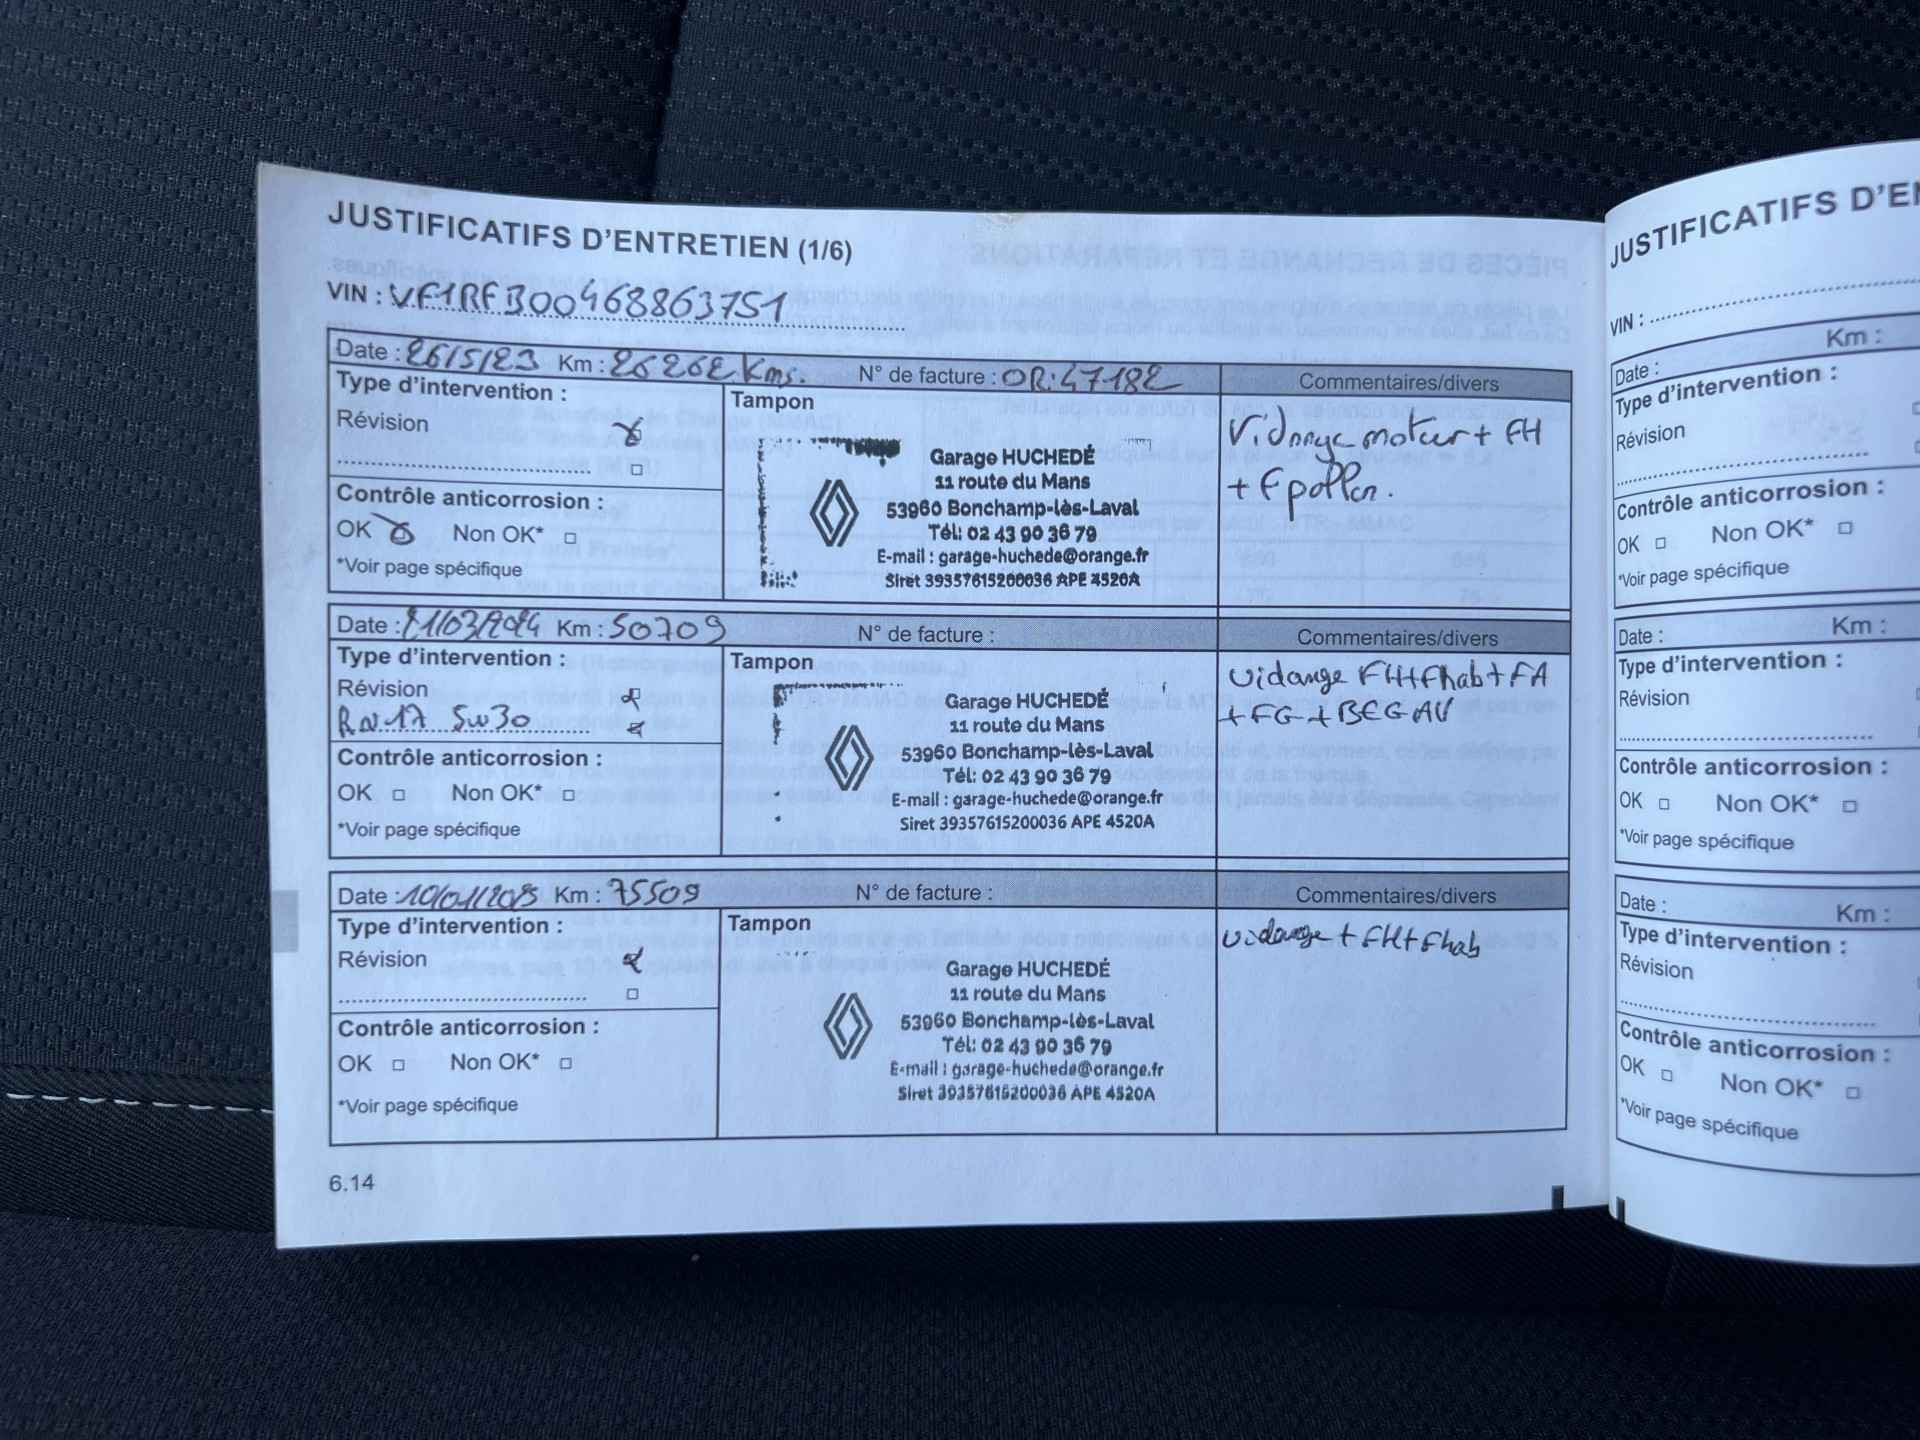 JUSTIFICATIFS D'ENTRETIEN (1/6)
VIN : VF1RFB00468863751
Date : 26/5/23 Km : 26262 Kms. N° de facture : OR:47182 Commentaires/divers
Type d'intervention :
Révision
Tampon
Vidange moteur + FH
+ F pollen.
Contrôle anticorrosion :
OK Non OK*
*Voir page spécifique
Garage HUCHEDÉ
11 route du Mans
53960 Bonchamp-lès-Laval
Tél: 02 43 90 36 79
E-mail : garage-huchede@orange.fr
Siret 39357615200036 APE 4520A
Date : 21/03/2024 Km : 50709 N° de facture : Commentaires/divers
Type d'intervention :
Révision
RN17 5w30
Tampon
vidange FH+Fhab+FA
+FG+BEGAV
Contrôle anticorrosion :
OK Non OK*
*Voir page spécifique
Garage HUCHEDÉ
11 route du Mans
53960 Bonchamp-lès-Laval
Tél: 02 43 90 36 79
E-mail : garage-huchede@orange.fr
Siret 39357615200036 APE 4520A
Date : 10/01/2025 Km : 75509 N° de facture : Commentaires/divers
Type d'intervention :
Révision
Tampon
vidange + FH+Fhab
Contrôle anticorrosion :
OK Non OK*
*Voir page spécifique
Garage HUCHEDÉ
11 route du Mans
53960 Bonchamp-lès-Laval
Tél: 02 43 90 36 79
E-mail : garage-huchede@orange.fr
Siret 39357615200036 APE 4520A
6.14
JUSTIFICATIFS D'EN
VIN :
Date : Km :
Type d'intervention :
Révision
Contrôle anticorrosion :
OK Non OK*
*Voir page spécifique
Date : Km :
Type d'intervention :
Révision
Contrôle anticorrosion :
OK Non OK*
*Voir page spécifique
Date : Km :
Type d'intervention :
Révision
Contrôle anticorrosion :
OK Non OK*
*Voir page spécifique